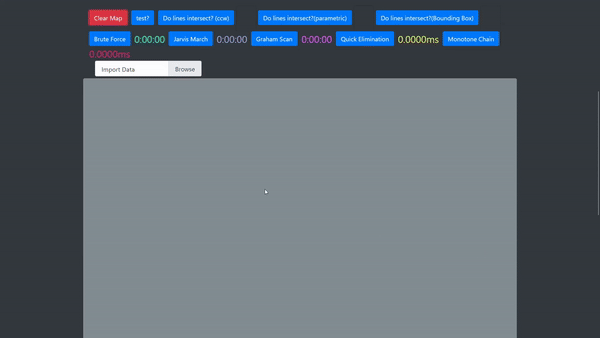 Clear Map test? Do lines intersect? (ccw) Do lines intersect?(parametric) Do lines intersect?(Bounding Box)
Brute Force 0:00:00 Jarvis March 0:00:00 Graham Scan 0:00:00 Quick Elimination 0.0000ms Monotone Chain
0.0000ms
Import Data Browse